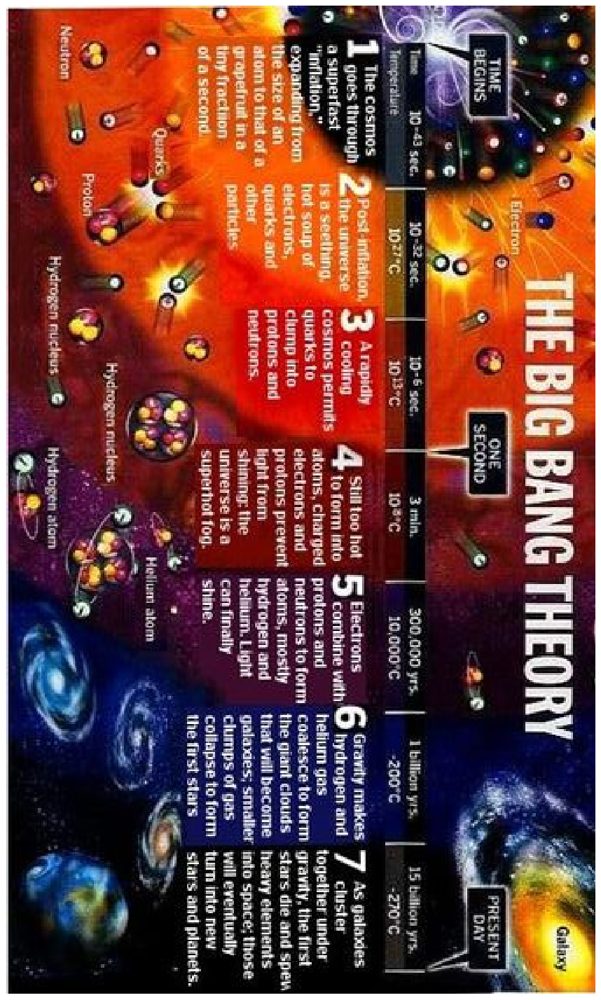 THE BIG BANG THEORY
TIME
BEGINS
ONE
SECOND
PRESENT
DAY
Time 10-43 sec. 10-32 sec. 10-6 sec. 3 min. 300,000 yrs. 1 billion yrs. 15 billion yrs.
Temperature 10²⁷°C 10¹³°C 10⁸°C 10,000°C -200°C -270°C
1 The cosmos
goes through
a superfast
"inflation,"
expanding from
the size of an
atom to that of a
grapefruit in a
tiny fraction
of a second.
2 Post-inflation,
the universe
is a seething,
hot soup of
electrons,
quarks and
other
particles
3 A rapidly
cooling
cosmos permits
quarks to
clump into
protons and
neutrons.
4 Still too hot
to form into
atoms, charged
electrons and
protons prevent
light from
shining: the
universe is a
superhot fog.
5 Electrons
combine with
protons and
neutrons to form
atoms, mostly
hydrogen and
helium. Light
can finally
shine.
6 Gravity makes
hydrogen and
helium gas
coalesce to form
the giant clouds
that will become
galaxies; smaller
clumps of gas
collapse to form
the first stars
7 As galaxies
cluster
together under
gravity, the first
stars die and spew
heavy elements
into space; those
will eventually
turn into new
stars and planets.
Electron
Galaxy
Neutron
Quarks
Proton
Hydrogen nucleus
Hydrogen nucleus
Hydrogen atom
Helium atom